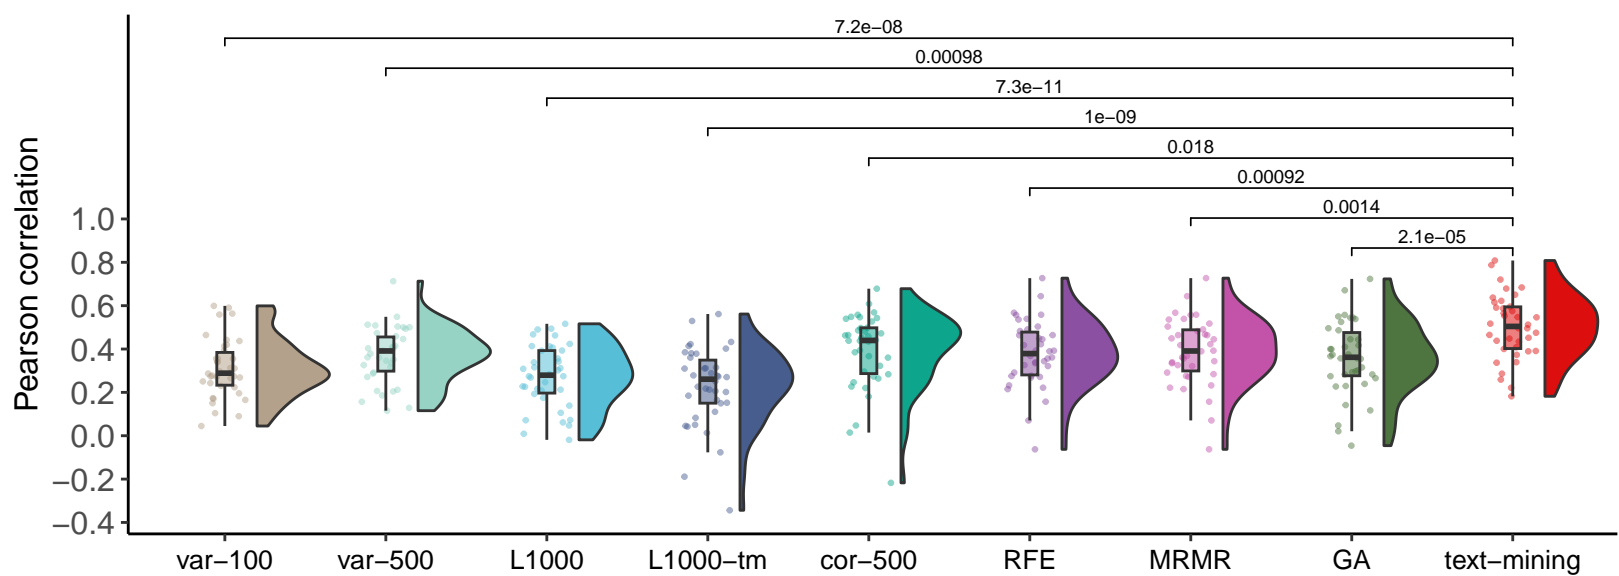 7.2e−08
0.00098
7.3e−11
1e−09
0.018
0.00092
0.0014
2.1e−05
Pearson correlation
1.0
0.8
0.6
0.4
0.2
0.0
−0.2
−0.4
var−100 var−500 L1000 L1000−tm cor−500 RFE MRMR GA text−mining